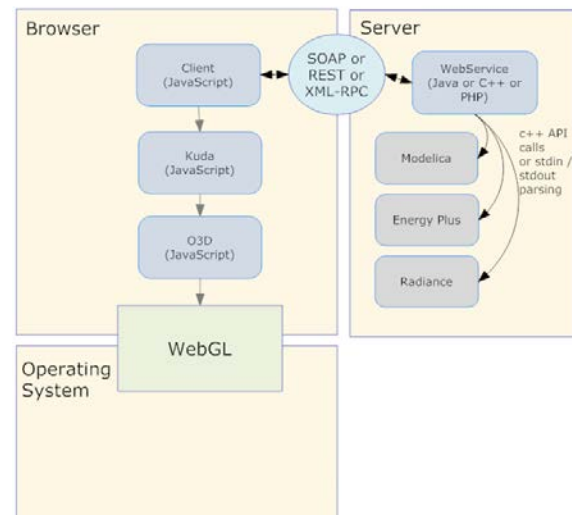 Browser
Client
(JavaScript)
Kuda
(JavaScript)
O3D
(JavaScript)
WebGL
Operating
System
SOAP or
REST or
XML-RPC
Server
WebService
(Java or C++ or
PHP)
c++ API
calls
or stdin /
stdout
parsing
Modelica
Energy Plus
Radiance